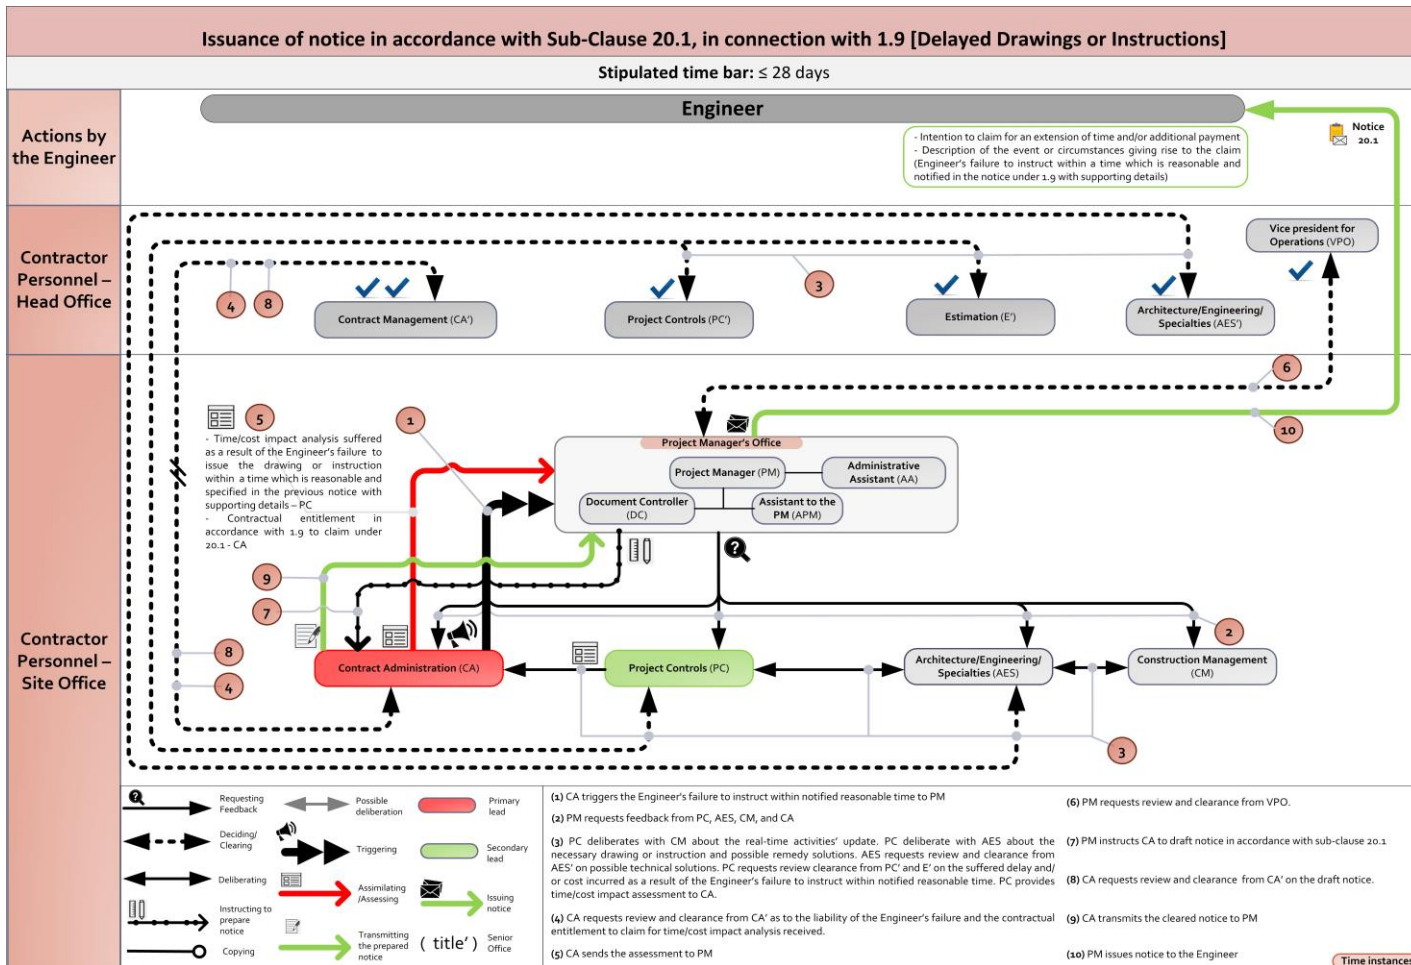 Issuance of notice in accordance with Sub-Clause 20.1, in connection with 1.9 [Delayed Drawings or Instructions]
Stipulated time bar: ≤ 28 days
Actions by
the Engineer
Engineer
- Intention to claim for an extension of time and/or additional payment
- Description of the event or circumstances giving rise to the claim
(Engineer's failure to instruct within a time which is reasonable and
notified in the notice under 1.9 with supporting details)
Notice
20.1
Contractor
Personnel –
Head Office
Vice president for
Operations (VPO)
4
8
3
Contract Management (CA')
Project Controls (PC')
Estimation (E')
Architecture/Engineering/
Specialties (AES')
Contractor
Personnel –
Site Office
6
10
5
1
- Time/cost impact analysis suffered
as a result of the Engineer's failure to
issue the drawing or instruction
within a time which is reasonable and
specified in the previous notice with
supporting details – PC
- Contractual entitlement in
accordance with 1.9 to claim under
20.1 - CA
Project Manager's Office
Project Manager (PM)
Administrative
Assistant (AA)
Document Controller
(DC)
Assistant to the
PM (APM)
9
7
2
8
4
3
Contract Administration (CA)
Project Controls (PC)
Architecture/Engineering/
Specialties (AES)
Construction Management
(CM)
Requesting
Feedback
Possible
deliberation
Primary
lead
Deciding/
Clearing
Triggering
Secondary
lead
Deliberating
Assimilating
/Assessing
Issuing
notice
Instructing to
prepare
notice
Copying
Transmitting
the prepared
notice
( title' )
Senior
Office
(1) CA triggers the Engineer's failure to instruct within notified reasonable time to PM
(2) PM requests feedback from PC, AES, CM, and CA
(3) PC deliberates with CM about the real-time activities' update. PC deliberate with AES about the
necessary drawing or instruction and possible remedy solutions. AES requests review and clearance from
AES' on possible technical solutions. PC requests review clearance from PC' and E' on the suffered delay and/
or cost incurred as a result of the Engineer's failure to instruct within notified reasonable time. PC provides
time/cost impact assessment to CA.
(4) CA requests review and clearance from CA' as to the liability of the Engineer's failure and the contractual
entitlement to claim for time/cost impact analysis received.
(5) CA sends the assessment to PM
(6) PM requests review and clearance from VPO.
(7) PM instructs CA to draft notice in accordance with sub-clause 20.1
(8) CA requests review and clearance from CA' on the draft notice.
(9) CA transmits the cleared notice to PM
(10) PM issues notice to the Engineer
Time instances